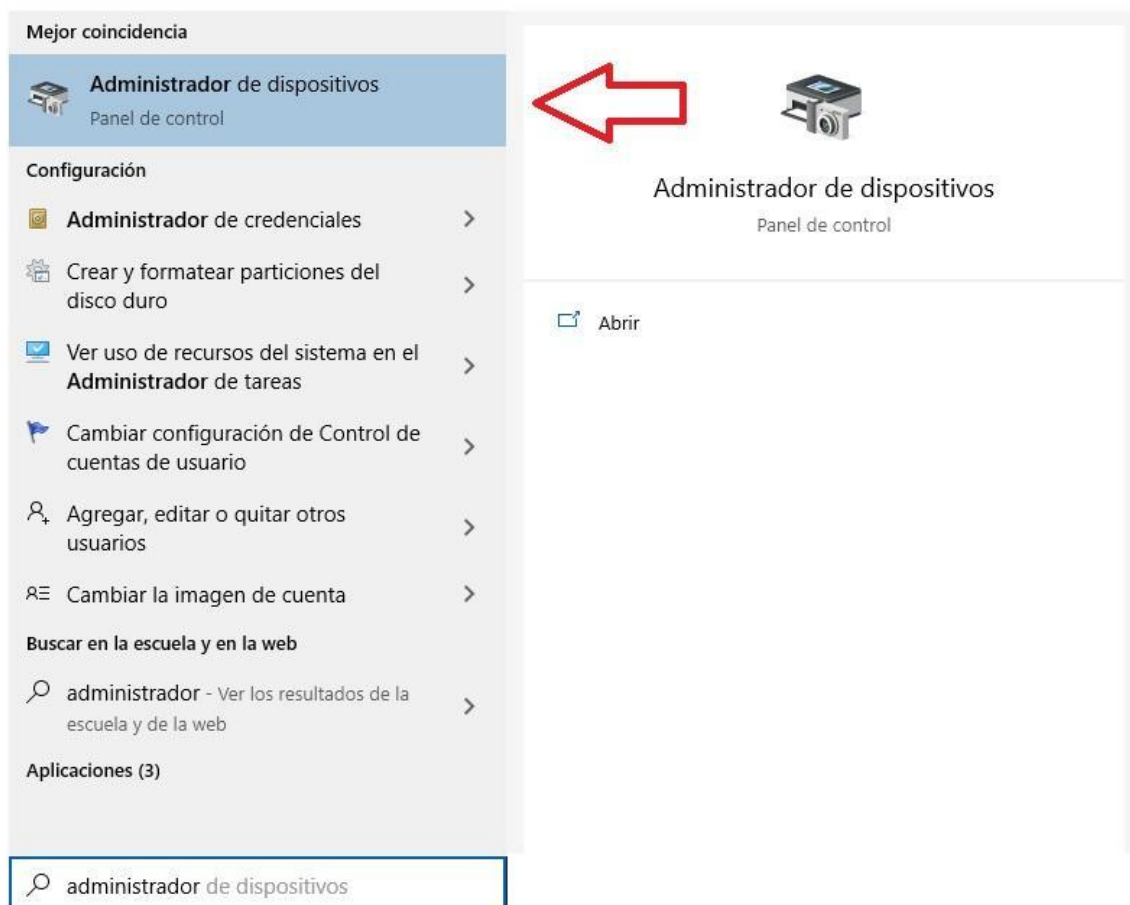 Mejor coincidencia
Administrador de dispositivos
Panel de control
Configuración
Administrador de credenciales
Crear y formatear particiones del
disco duro
Ver uso de recursos del sistema en el
Administrador de tareas
Cambiar configuración de Control de
cuentas de usuario
Agregar, editar o quitar otros
usuarios
Cambiar la imagen de cuenta
Buscar en la escuela y en la web
administrador - Ver los resultados de la
escuela y de la web
Aplicaciones (3)
administrador de dispositivos
Administrador de dispositivos
Panel de control
Abrir